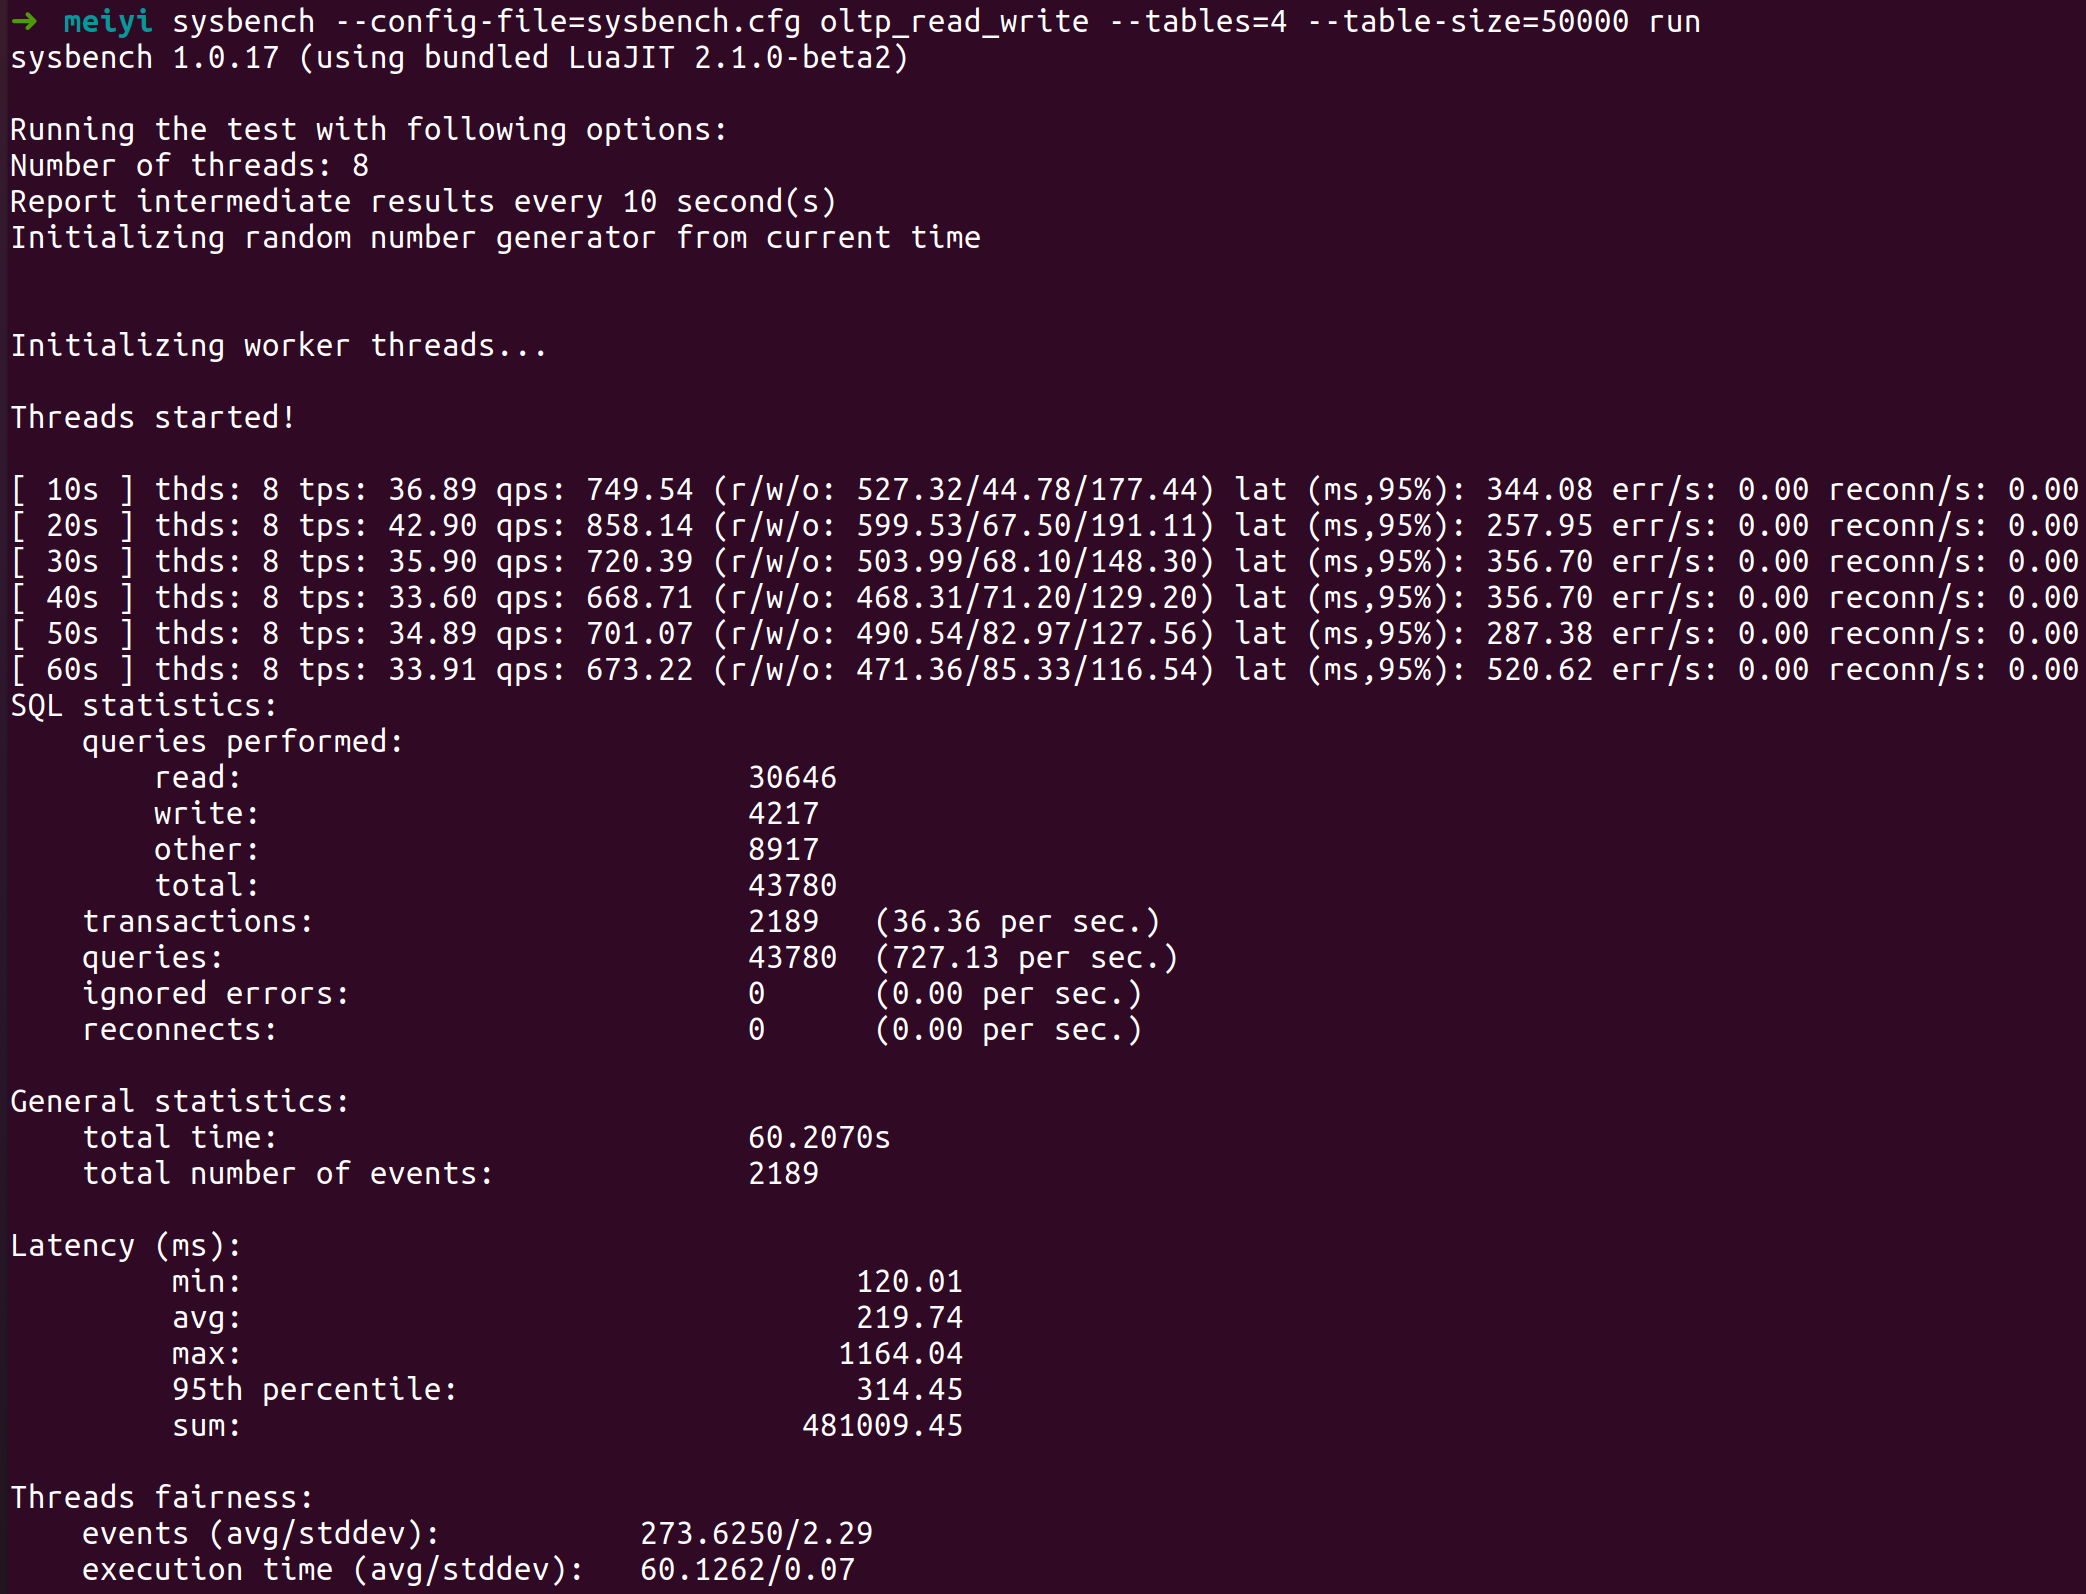 ➜  meiyi sysbench --config-file=sysbench.cfg oltp_read_write --tables=4 --table-size=50000 run
sysbench 1.0.17 (using bundled LuaJIT 2.1.0-beta2)

Running the test with following options:
Number of threads: 8
Report intermediate results every 10 second(s)
Initializing random number generator from current time


Initializing worker threads...

Threads started!

[ 10s ] thds: 8 tps: 36.89 qps: 749.54 (r/w/o: 527.32/44.78/177.44) lat (ms,95%): 344.08 err/s: 0.00 reconn/s: 0.00
[ 20s ] thds: 8 tps: 42.90 qps: 858.14 (r/w/o: 599.53/67.50/191.11) lat (ms,95%): 257.95 err/s: 0.00 reconn/s: 0.00
[ 30s ] thds: 8 tps: 35.90 qps: 720.39 (r/w/o: 503.99/68.10/148.30) lat (ms,95%): 356.70 err/s: 0.00 reconn/s: 0.00
[ 40s ] thds: 8 tps: 33.60 qps: 668.71 (r/w/o: 468.31/71.20/129.20) lat (ms,95%): 356.70 err/s: 0.00 reconn/s: 0.00
[ 50s ] thds: 8 tps: 34.89 qps: 701.07 (r/w/o: 490.54/82.97/127.56) lat (ms,95%): 287.38 err/s: 0.00 reconn/s: 0.00
[ 60s ] thds: 8 tps: 33.91 qps: 673.22 (r/w/o: 471.36/85.33/116.54) lat (ms,95%): 520.62 err/s: 0.00 reconn/s: 0.00
SQL statistics:
    queries performed:
        read:                            30646
        write:                           4217
        other:                           8917
        total:                           43780
    transactions:                        2189   (36.36 per sec.)
    queries:                             43780  (727.13 per sec.)
    ignored errors:                      0      (0.00 per sec.)
    reconnects:                          0      (0.00 per sec.)

General statistics:
    total time:                          60.2070s
    total number of events:              2189

Latency (ms):
         min:                                  120.01
         avg:                                  219.74
         max:                                 1164.04
         95th percentile:                      314.45
         sum:                               481009.45

Threads fairness:
    events (avg/stddev):           273.6250/2.29
    execution time (avg/stddev):   60.1262/0.07